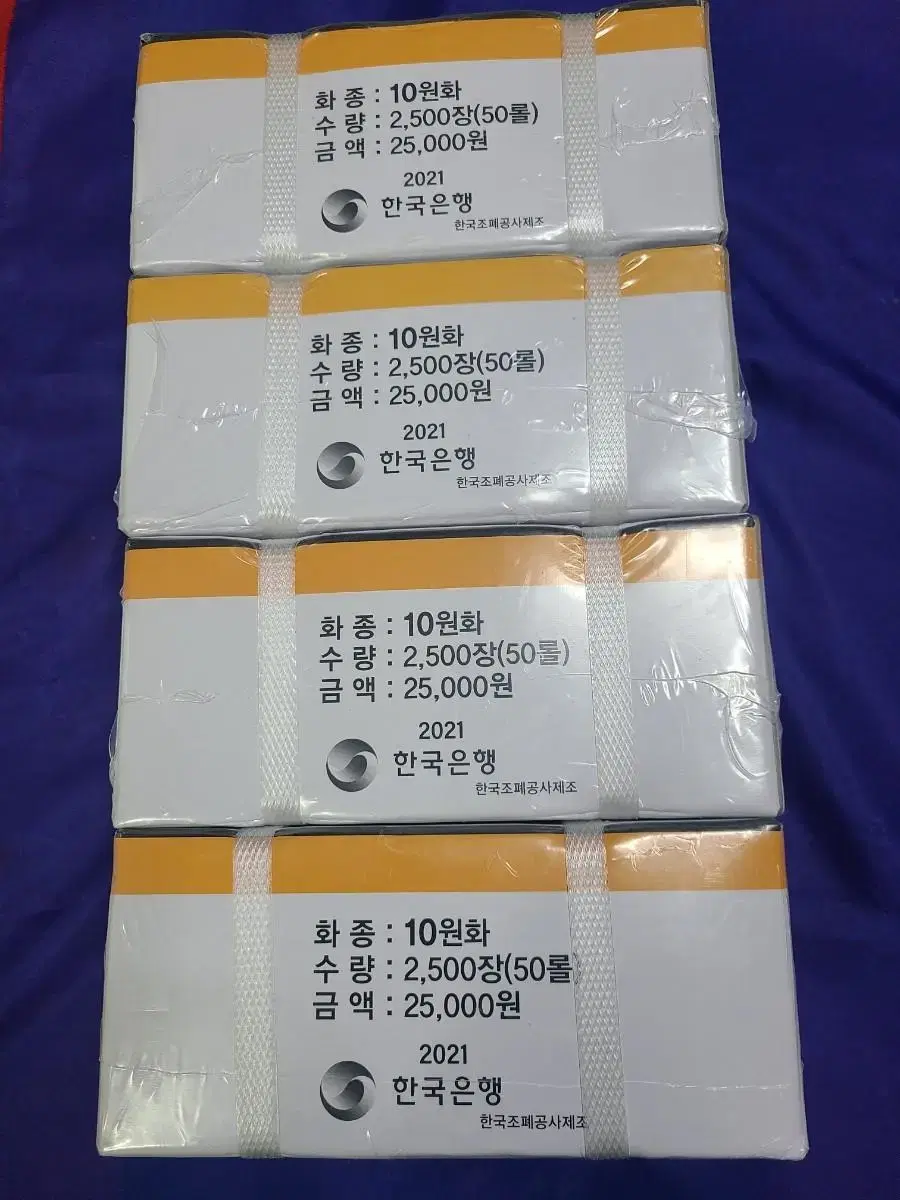 화 종 : 10원화
수 량 : 2,500장(50롤)
금 액 : 25,000원
2021
한국은행
한국조폐공사제조
화 종 : 10원화
수 량 : 2,500장(50롤)
금 액 : 25,000원
2021
한국은행
한국조폐공사제조
화 종 : 10원화
수 량 : 2,500장(50롤)
금 액 : 25,000원
2021
한국은행
한국조폐공사제조
화 종 : 10원화
수 량 : 2,500장(50롤)
금 액 : 25,000원
2021
한국은행
한국조폐공사제조